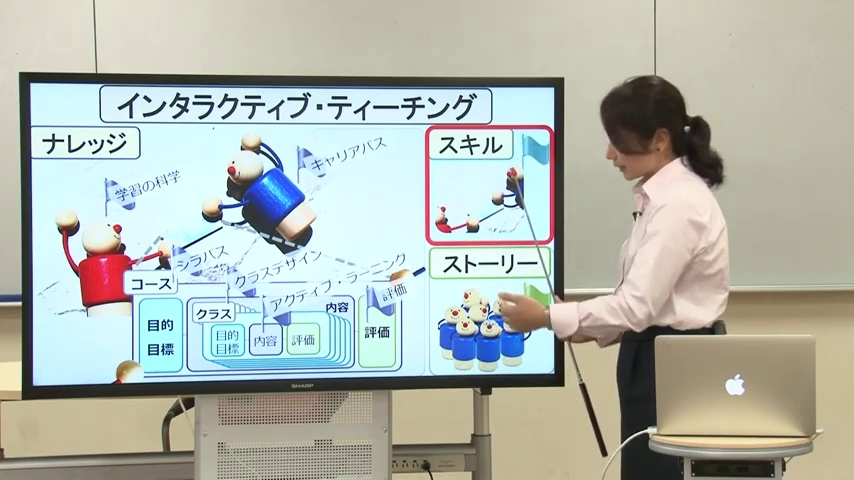 インタラクティブ・ティーチング
ナレッジ
スキル
キャリアパス
学習の科学
シラバス
クラスデザイン
アクティブ・ラーニング
評価
ストーリー
コース
目的
目標
クラス
目的
目標
内容
評価
内容
評価
SHARP